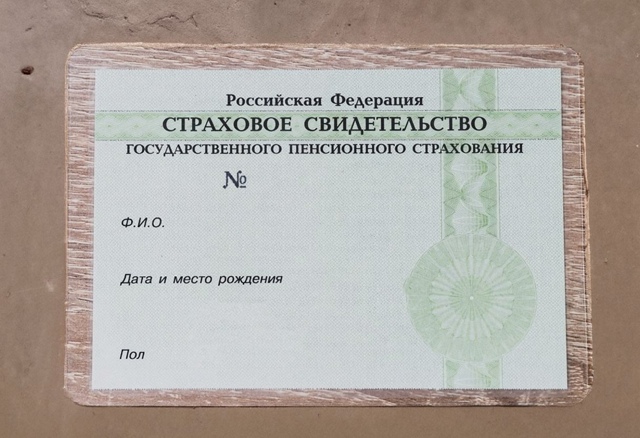 Российская Федерация
СТРАХОВОЕ СВИДЕТЕЛЬСТВО
ГОСУДАРСТВЕННОГО ПЕНСИОННОГО СТРАХОВАНИЯ
№
Ф.И.О.
Дата и место рождения
Пол